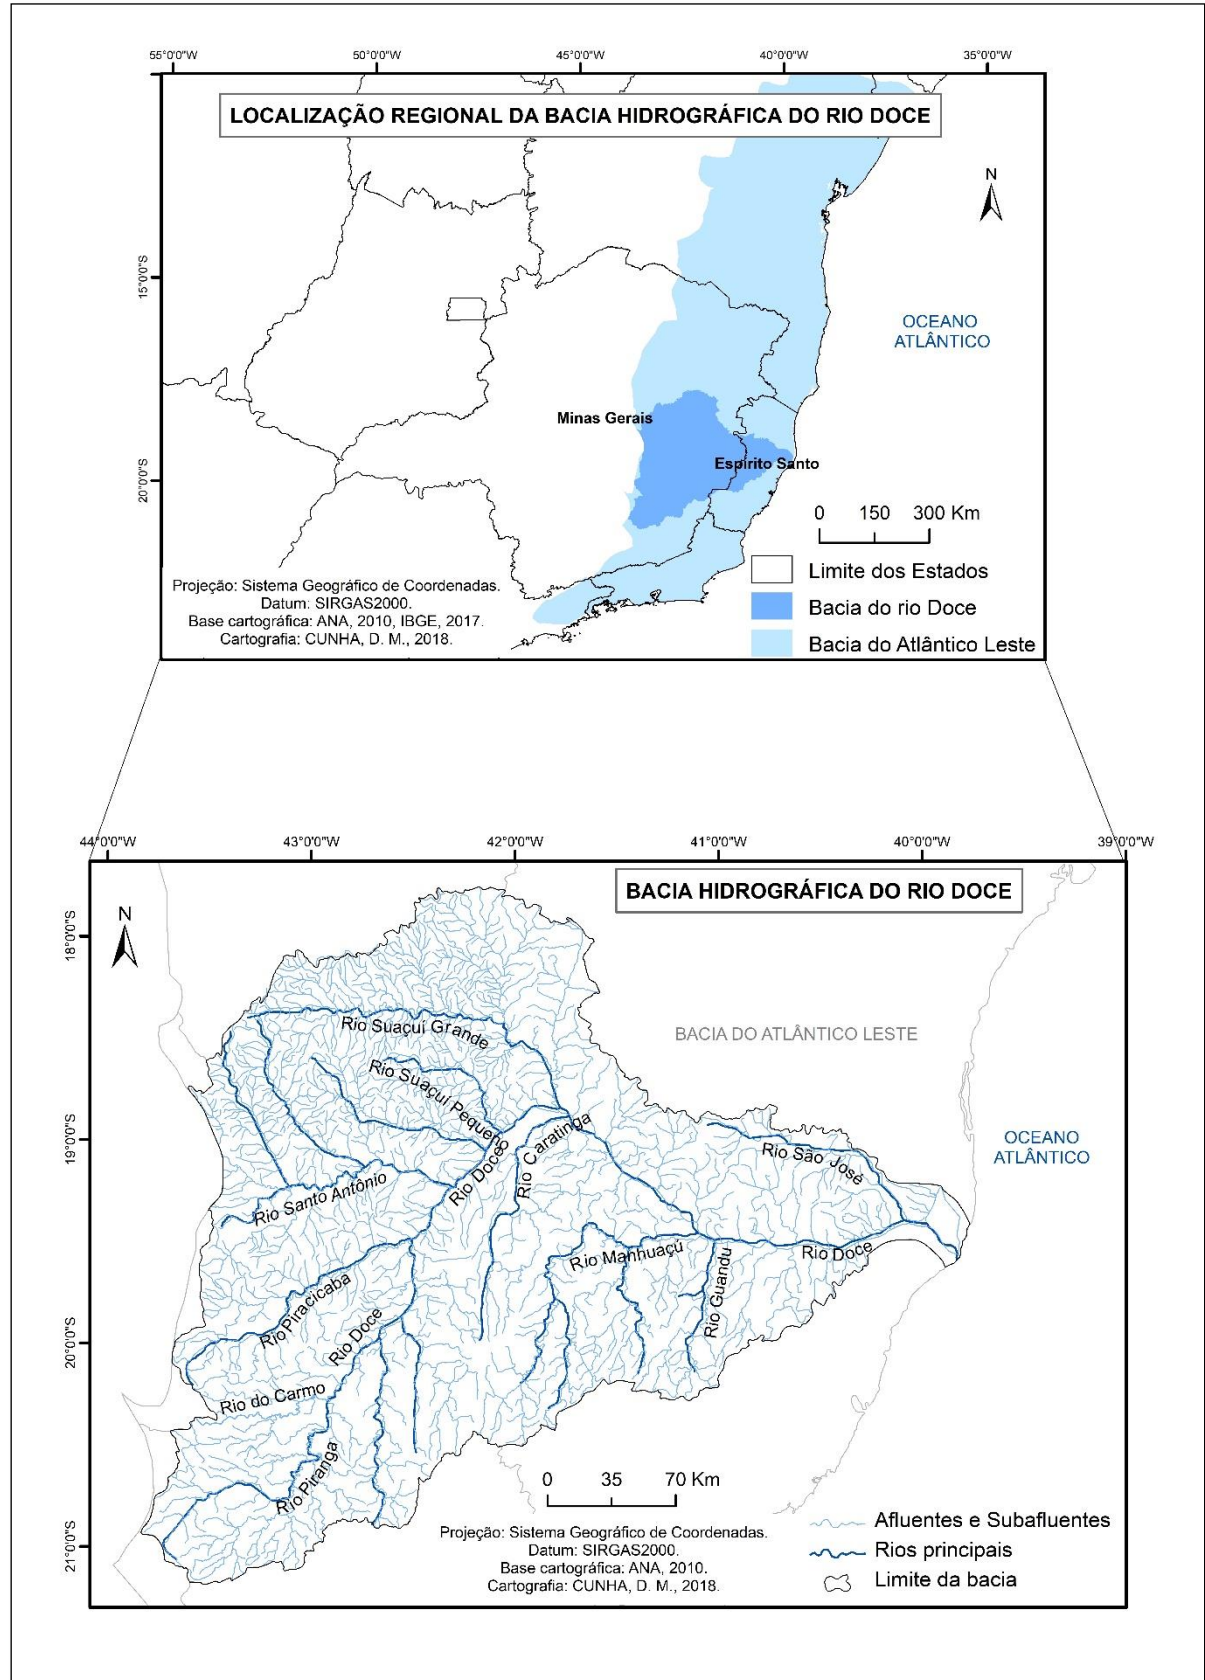 55°0'0"W
50°0'0"W
45°0'0"W
40°0'0"W
35°0'0"W
LOCALIZAÇÃO REGIONAL DA BACIA HIDROGRÁFICA DO RIO DOCE
N
15°0'0"S
OCEANO
ATLÂNTICO
Minas Gerais
Espírito Santo
20°0'0"S
0 150 300 Km
Limite dos Estados
Bacia do rio Doce
Bacia do Atlântico Leste
Projeção: Sistema Geográfico de Coordenadas.
Datum: SIRGAS2000.
Base cartográfica: ANA, 2010, IBGE, 2017.
Cartografia: CUNHA, D. M., 2018.
44°0'0"W
43°0'0"W
42°0'0"W
41°0'0"W
40°0'0"W
39°0'0"W
BACIA HIDROGRÁFICA DO RIO DOCE
N
18°0'0"S
Rio Suaçuí Grande
BACIA DO ATLÂNTICO LESTE
Rio Suaçuí Pequeno
19°0'0"S
OCEANO
ATLÂNTICO
Rio Caratinga
Rio São José
Rio Doce
Rio Santo Antônio
Rio Manhuaçú
Rio Doce
Rio Guandu
Rio Piracicaba
Rio Doce
20°0'0"S
Rio do Carmo
Rio Piranga
21°0'0"S
0 35 70 Km
Projeção: Sistema Geográfico de Coordenadas.
Datum: SIRGAS2000.
Base cartográfica: ANA, 2010.
Cartografia: CUNHA, D. M., 2018.
Afluentes e Subafluentes
Rios principais
Limite da bacia